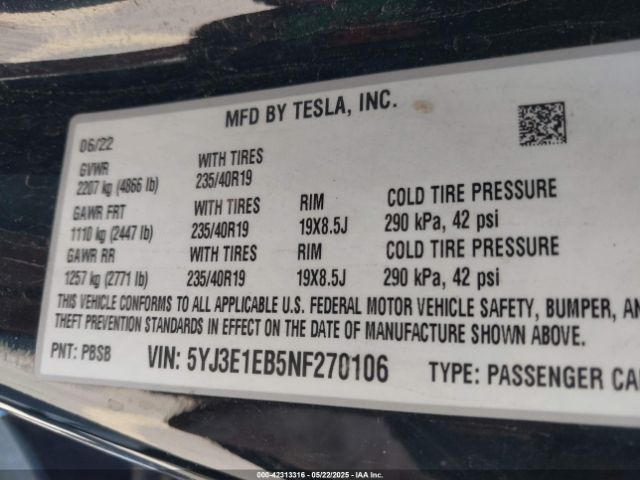 MFD BY TESLA, INC.
06/22
GVWR WITH TIRES
2207 kg (4866 lb) 235/40R19
GAWR FRT WITH TIRES RIM COLD TIRE PRESSURE
1110 kg (2447 lb) 235/40R19 19X8.5J 290 kPa, 42 psi
GAWR RR WITH TIRES RIM COLD TIRE PRESSURE
1257 kg (2771 lb) 235/40R19 19X8.5J 290 kPa, 42 psi
THIS VEHICLE CONFORMS TO ALL APPLICABLE U.S. FEDERAL MOTOR VEHICLE SAFETY, BUMPER, AN
THEFT PREVENTION STANDARDS IN EFFECT ON THE DATE OF MANUFACTURE SHOWN ABOVE.
PNT: PBSB VIN: 5YJ3E1EB5NF270106 TYPE: PASSENGER CA
000-42313316 - 05/22/2025 - IAA Inc.